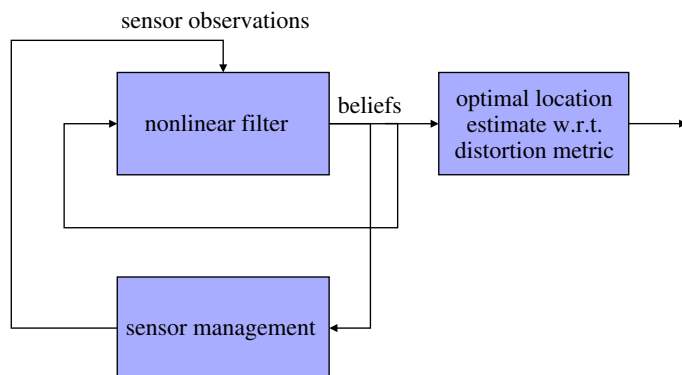 sensor observations
nonlinear filter
beliefs
optimal location
estimate w.r.t.
distortion metric
sensor management